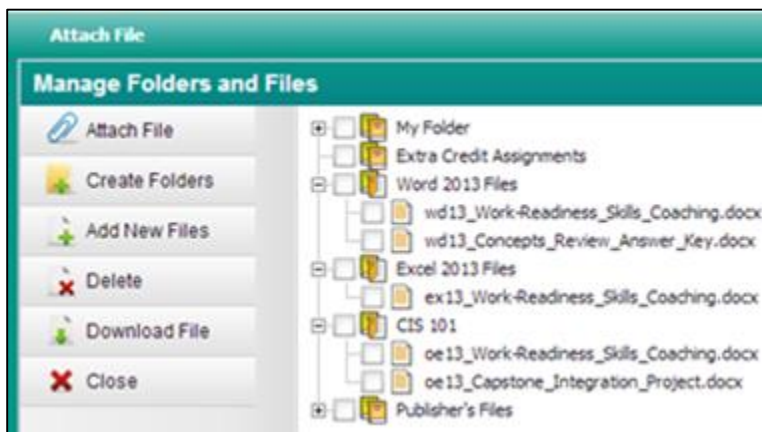 Attach File
Manage Folders and Files
Attach File
Create Folders
Add New Files
Delete
Download File
Close
My Folder
Extra Credit Assignments
Word 2013 Files
wd13_Work-Readiness_Skills_Coaching.docx
wd13_Concepts_Review_Answer_Key.docx
Excel 2013 Files
ex13_Work-Readiness_Skills_Coaching.docx
CIS 101
oe13_Work-Readiness_Skills_Coaching.docx
oe13_Capstone_Integration_Project.docx
Publisher's Files